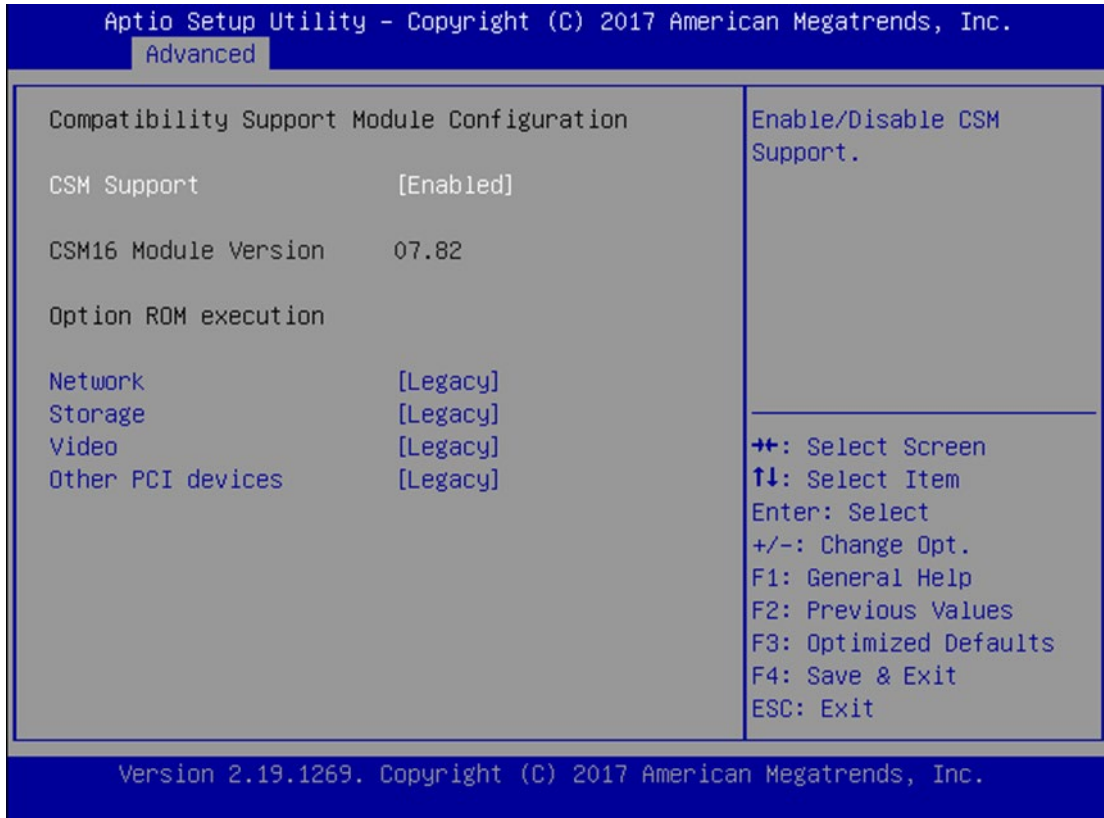 Aptio Setup Utility – Copyright (C) 2017 American Megatrends, Inc.
Advanced
Compatibility Support Module Configuration
CSM Support [Enabled]
CSM16 Module Version 07.82
Option ROM execution
Network [Legacy]
Storage [Legacy]
Video [Legacy]
Other PCI devices [Legacy]
Enable/Disable CSM
Support.
→←: Select Screen
↑↓: Select Item
Enter: Select
+/-: Change Opt.
F1: General Help
F2: Previous Values
F3: Optimized Defaults
F4: Save & Exit
ESC: Exit
Version 2.19.1269. Copyright (C) 2017 American Megatrends, Inc.